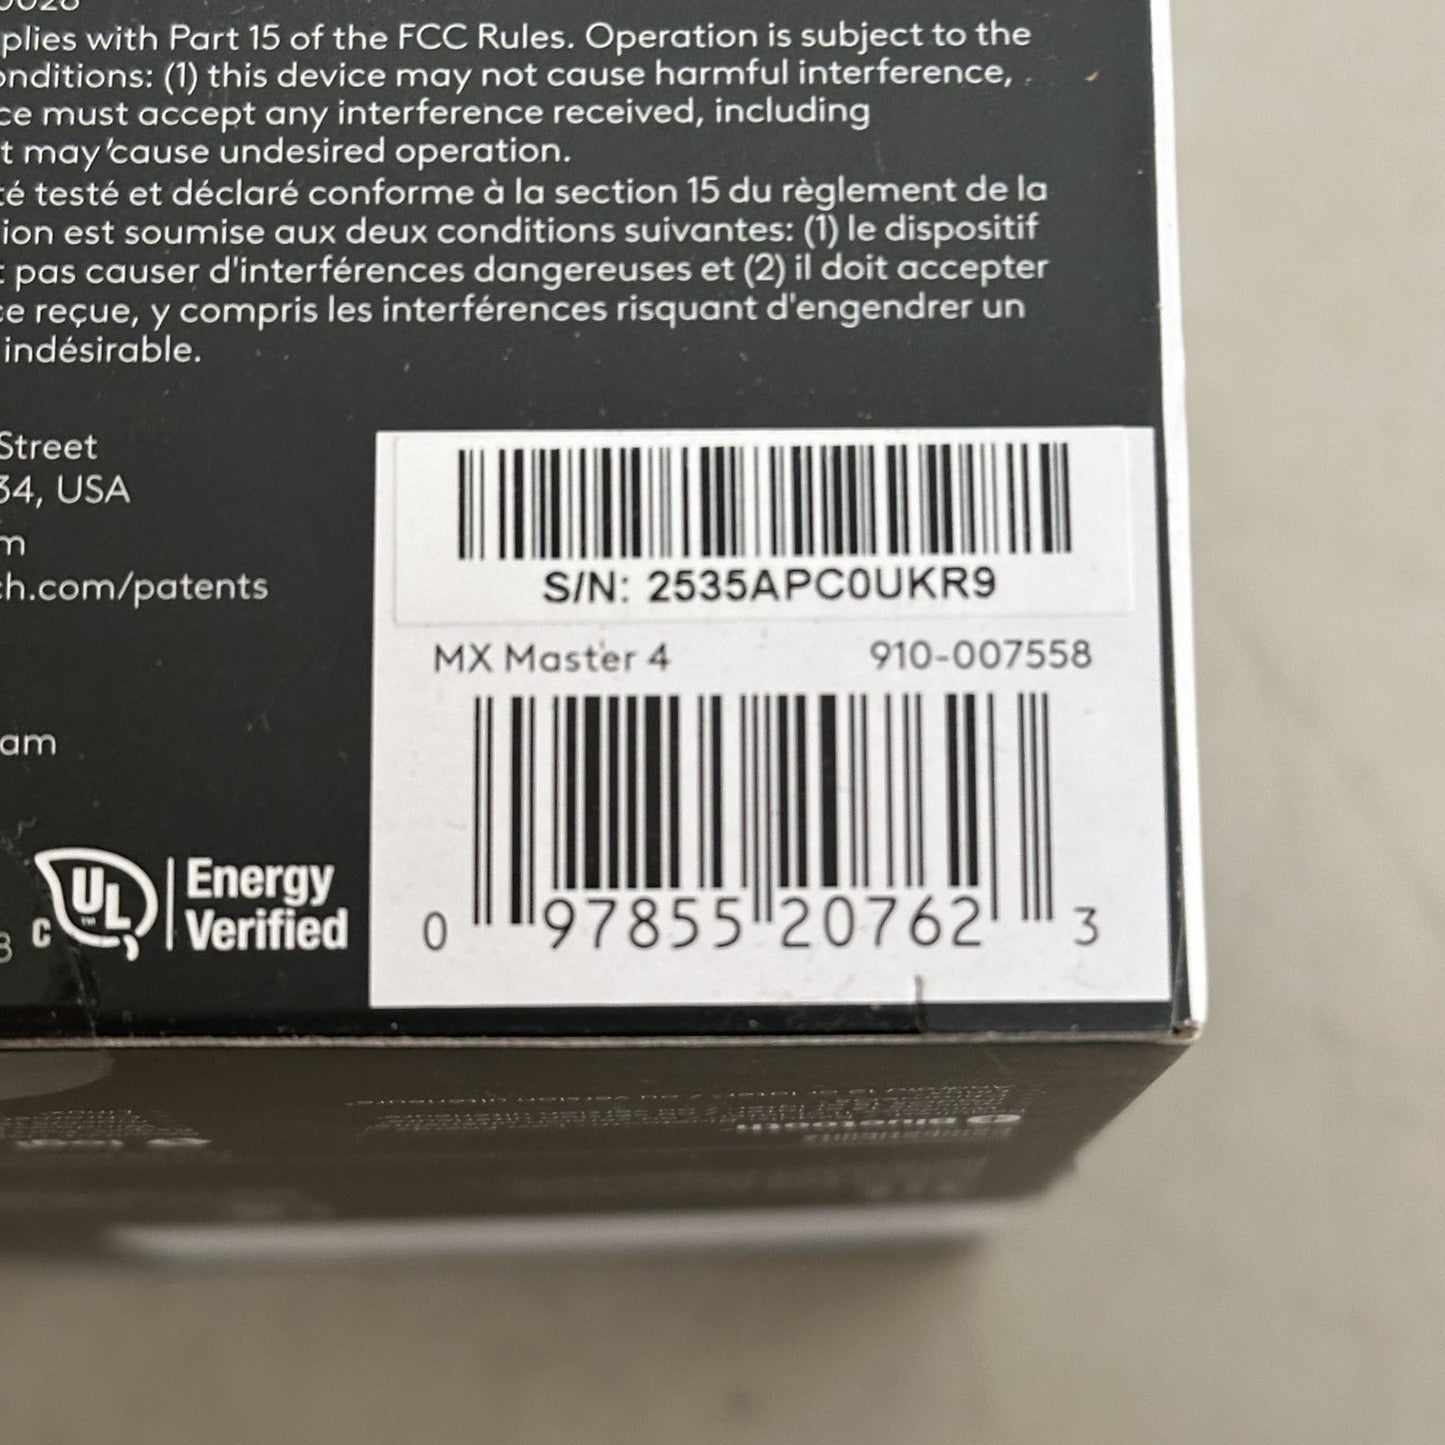 plies with Part 15 of the FCC Rules. Operation is subject to the
onditions: (1) this device may not cause harmful interference,
ce must accept any interference received, including
t may cause undesired operation.
té testé et déclaré conforme à la section 15 du règlement de la
ion est soumise aux deux conditions suivantes: (1) le dispositif
t pas causer d'interférences dangereuses et (2) il doit accepter
ce reçue, y compris les interférences risquant d'engendrer un
indésirable.
Street
34, USA
m
ch.com/patents
S/N: 2535APC0UKR9
MX Master 4 910-007558
am
c UL™ Energy Verified
0 97855 20762 3
Bluetooth